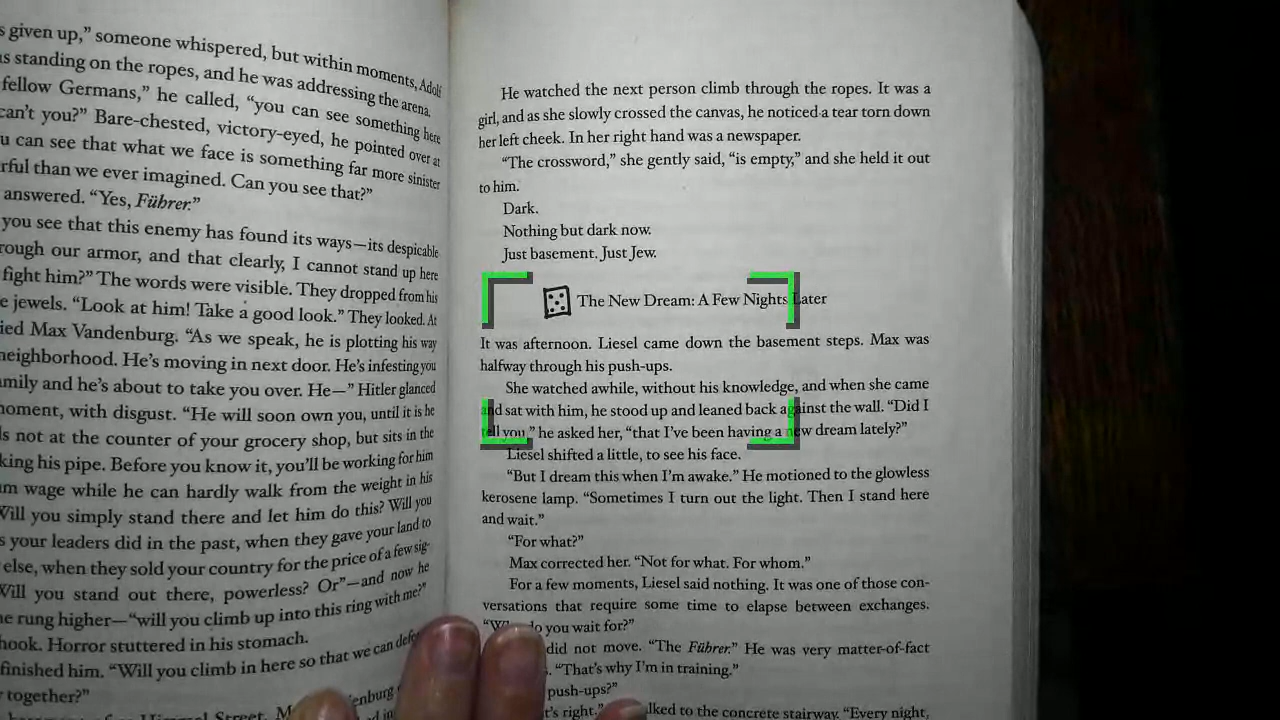 s given up,” someone whispered, but within moments, Adolf
as standing on the ropes, and he was addressing the arena.
fellow Germans,” he called, “you can see something here
can't you?” Bare-chested, victory-eyed, he pointed over at
u can see that what we face is something far more sinister
rful than we ever imagined. Can you see that?”
answered. “Yes, Führer.”
you see that this enemy has found its ways—its despicable
rough our armor, and that clearly, I cannot stand up here
fight him?” The words were visible. They dropped from his
e jewels. “Look at him! Take a good look.” They looked. At
ied Max Vandenburg. “As we speak, he is plotting his way
neighborhood. He's moving in next door. He's infesting you
mily and he's about to take you over. He—” Hitler glanced
moment, with disgust. “He will soon own you, until it is he
ds not at the counter of your grocery shop, but sits in the
king his pipe. Before you know it, you'll be working for him
m wage while he can hardly walk from the weight in his
Will you simply stand there and let him do this? Will you
s your leaders did in the past, when they gave your land to
else, when they sold your country for the price of a few sig-
Will you stand out there, powerless? Or”—and now he
ne rung higher—“will you climb up into this ring with me?”
hook. Horror stuttered in his stomach.
finished him. “Will you climb in here so that we can defe
together?”
Himmel Street, M enburg
He watched the next person climb through the ropes. It was a
girl, and as she slowly crossed the canvas, he noticed a tear torn down
her left cheek. In her right hand was a newspaper.
“The crossword,” she gently said, “is empty,” and she held it out
to him.
Dark.
Nothing but dark now.
Just basement. Just Jew.
The New Dream: A Few Nights Later
It was afternoon. Liesel came down the basement steps. Max was
halfway through his push-ups.
She watched awhile, without his knowledge, and when she came
and sat with him, he stood up and leaned back against the wall. “Did I
tell you,” he asked her, “that I've been having a new dream lately?”
Liesel shifted a little, to see his face.
“But I dream this when I'm awake.” He motioned to the glowless
kerosene lamp. “Sometimes I turn out the light. Then I stand here
and wait.”
“For what?”
Max corrected her. “Not for what. For whom.”
For a few moments, Liesel said nothing. It was one of those con-
versations that require some time to elapse between exchanges.
do you wait for?”
did not move. “The Führer.” He was very matter-of-fact
“That's why I'm in training.”
push-ups?”
t's right.” lked to the concrete stairway. “Every night,